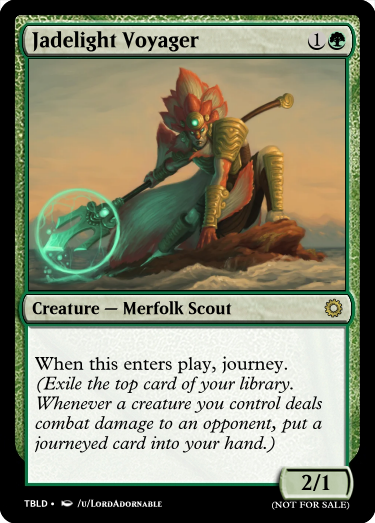 Jadelight Voyager 1
Creature — Merfolk Scout
When this enters play, journey.
(Exile the top card of your library.
Whenever a creature you control deals
combat damage to an opponent, put a
journeyed card into your hand.)
2/1
TBLD • /u/LordAdornable
(NOT FOR SALE)